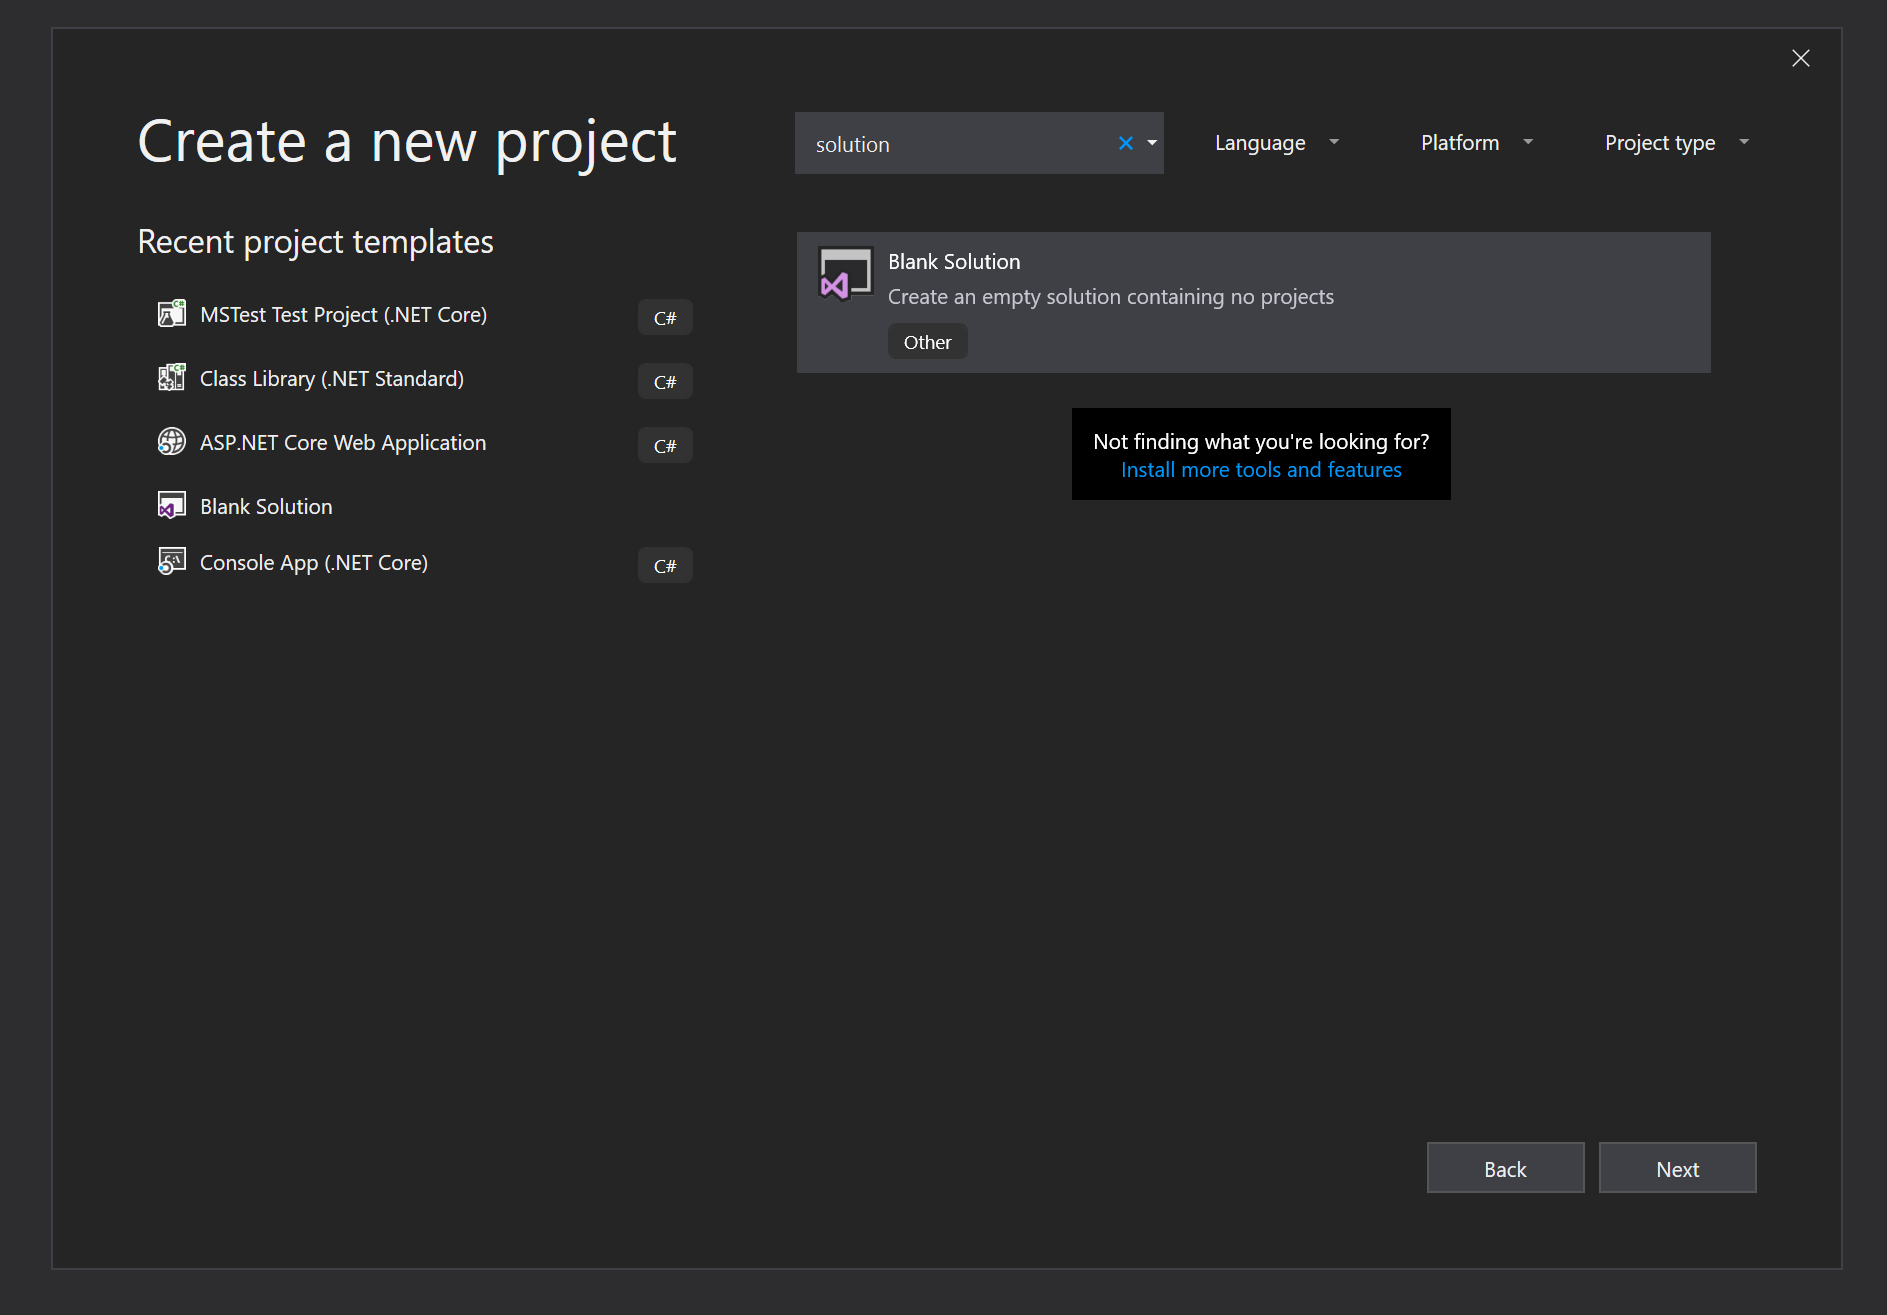 Create a new project
solution
Language
Platform
Project type
Recent project templates
MSTest Test Project (.NET Core)
C#
Class Library (.NET Standard)
C#
ASP.NET Core Web Application
C#
Blank Solution
Console App (.NET Core)
C#
Blank Solution
Create an empty solution containing no projects
Other
Not finding what you're looking for?
Install more tools and features
Back
Next